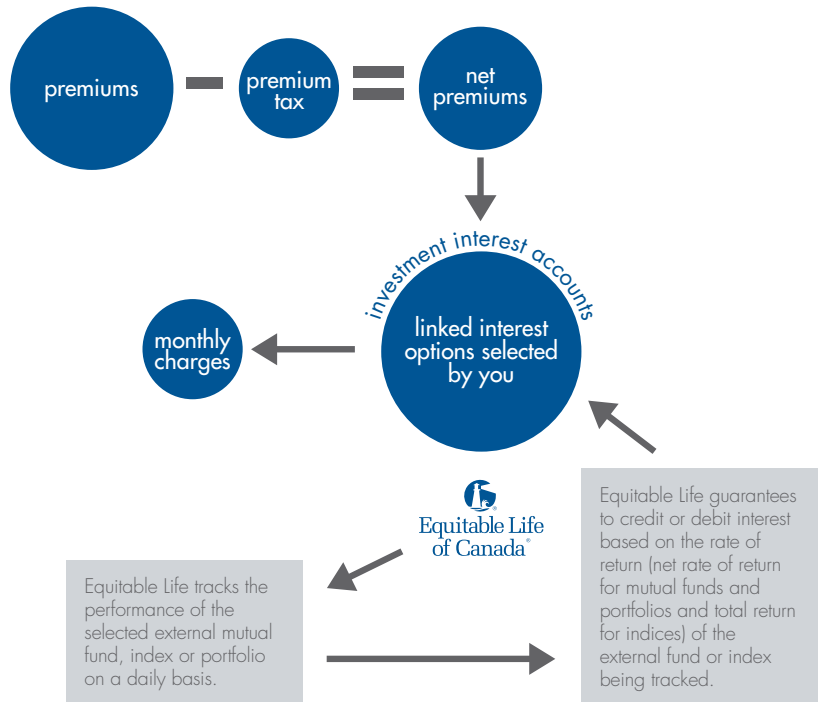 premiums
premium
tax
net
premiums
investment interest accounts
linked interest
options selected
by you
monthly
charges
Equitable Life
of Canada®
Equitable Life tracks the
performance of the
selected external mutual
fund, index or portfolio
on a daily basis.
Equitable Life guarantees
to credit or debit interest
based on the rate of
return (net rate of return
for mutual funds and
portfolios and total return
for indices) of the
external fund or index
being tracked.